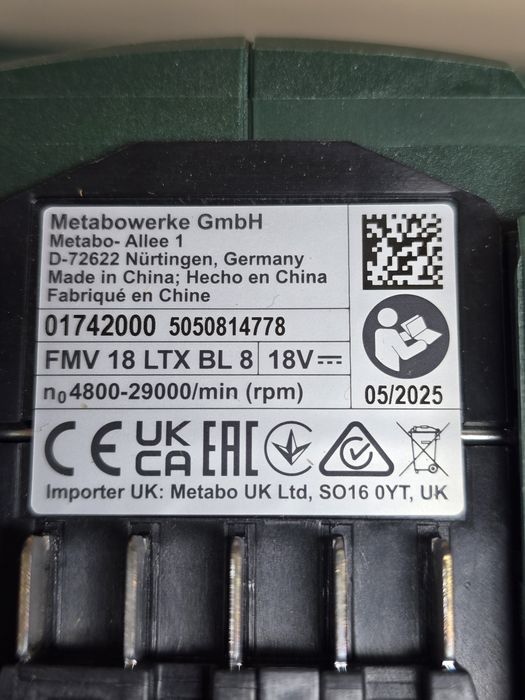 Metabowerke GmbH
Metabo- Allee 1
D-72622 Nürtingen, Germany
Made in China; Hecho en China
Fabriqué en Chine
01742000 5050814778
FMV 18 LTX BL 8 18V
n₀ 4800-29000/min (rpm)
05/2025
CE UK CA EAC
Importer UK: Metabo UK Ltd, SO16 0YT, UK